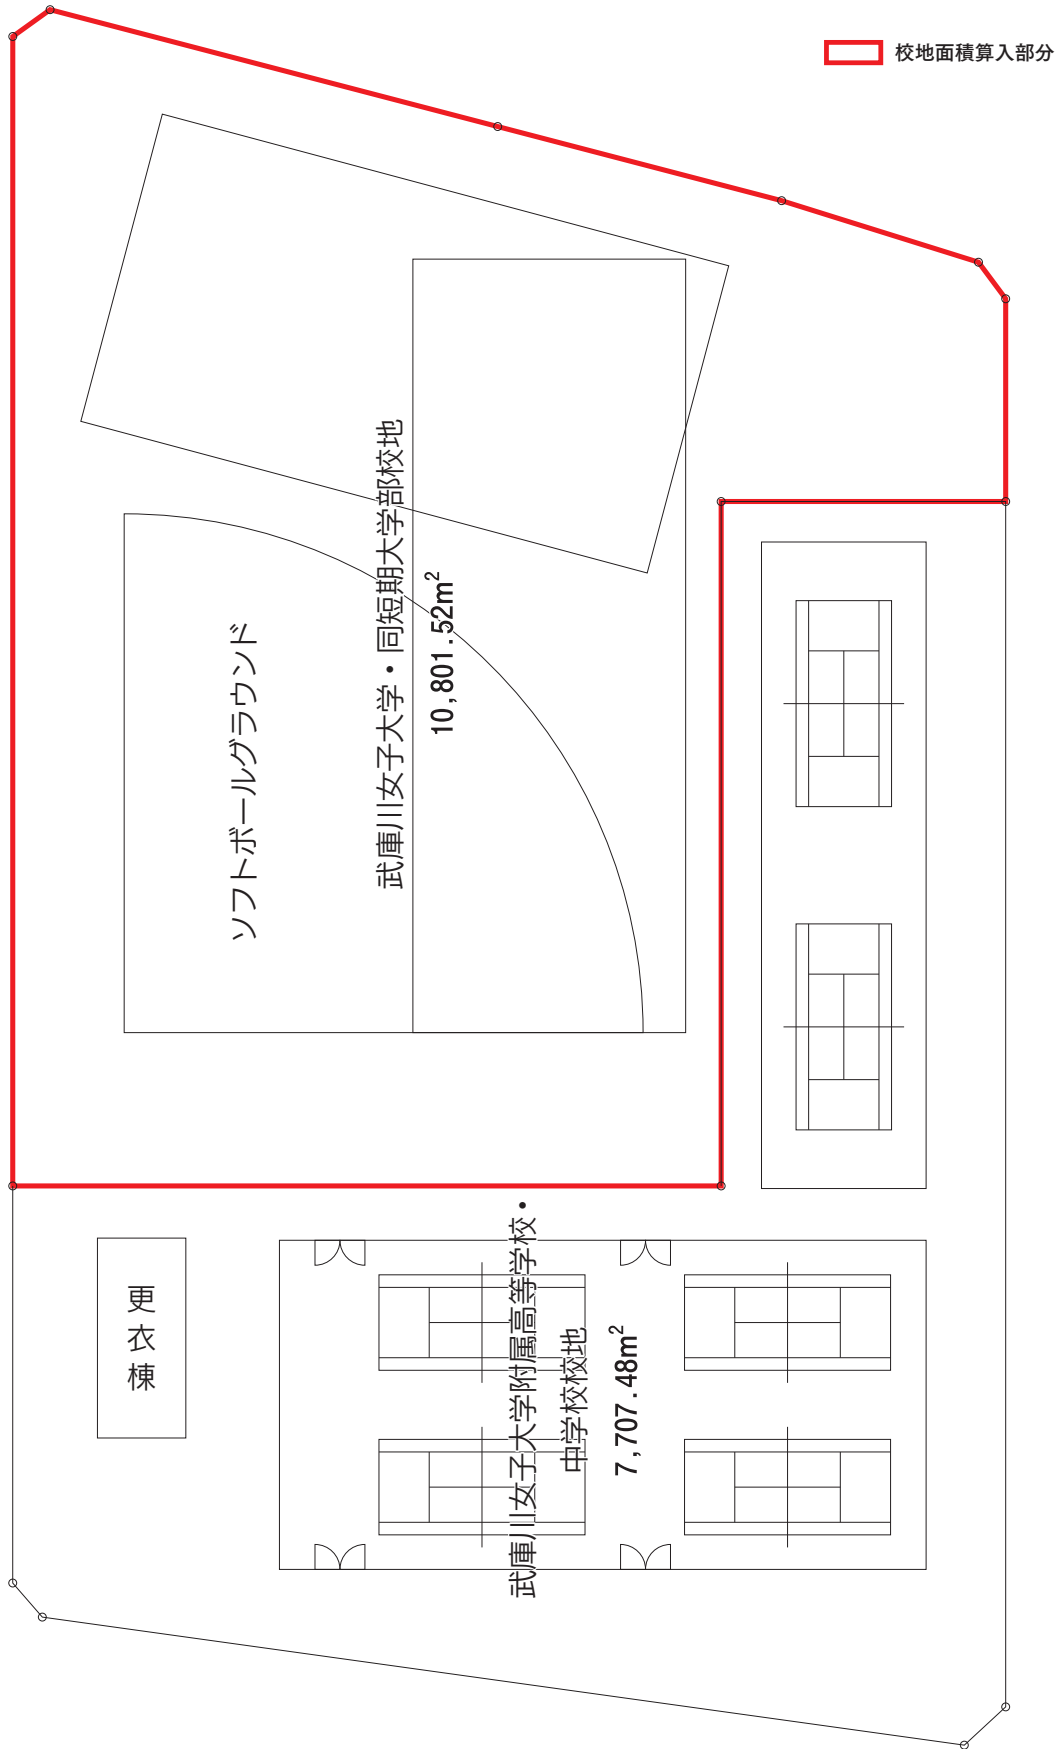 校地面積算入部分
ソフトボールグラウンド
武庫川女子大学・同短期大学部校地
10,801.52m²
更衣棟
武庫川女子大学附属高等学校・
中学校校地
7,707.48m²